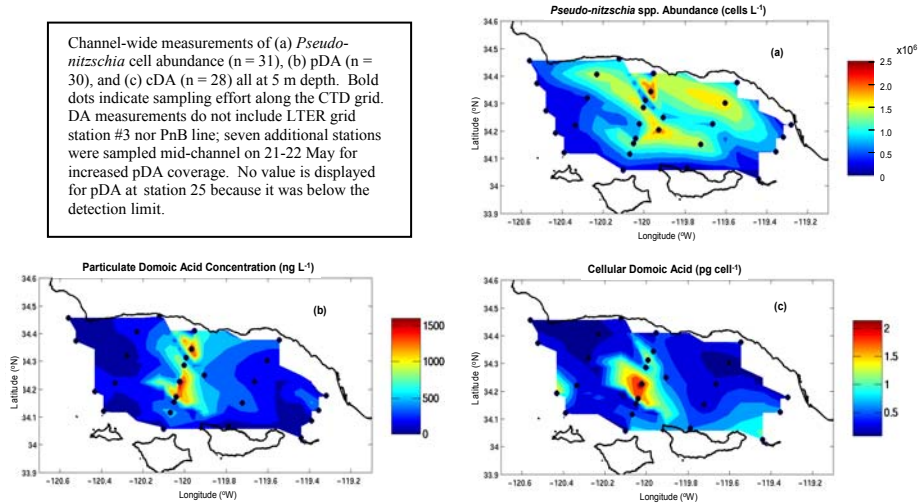 Channel-wide measurements of (a) Pseudo-
nitzschia cell abundance (n = 31), (b) pDA (n =
30), and (c) cDA (n = 28) all at 5 m depth.  Bold
dots indicate sampling effort along the CTD grid.
DA measurements do not include LTER grid
station #3 nor PnB line; seven additional stations
were sampled mid-channel on 21-22 May for
increased pDA coverage.  No value is displayed
for pDA at station 25 because it was below the
detection limit.
Pseudo-nitzschia spp. Abundance (cells L⁻¹)
(a)
x10⁶
2.5
2
1.5
1
0.5
0
34.6
34.5
34.4
34.3
34.2
34.1
34
33.9
Latitude (ºN)
−120.6 −120.4 −120.2 −120 −119.8 −119.6 −119.4 −119.2
Longitude (ºW)
Particulate Domoic Acid Concentration (ng L⁻¹)
(b)
1500
1000
500
0
34.6
34.5
34.4
34.3
34.2
34.1
34
33.9
Latitude (ºN)
−120.6 −120.4 −120.2 −120 −119.8 −119.6 −119.4 −119.2
Longitude (ºW)
Cellular Domoic Acid (pg cell⁻¹)
(c)
2
1.5
1
0.5
34.6
34.5
34.4
34.3
34.2
34.1
34
33.9
Latitude (ºN)
−120.6 −120.4 −120.2 −120 −119.8 −119.6 −119.4 −119.2
Longitude (ºW)